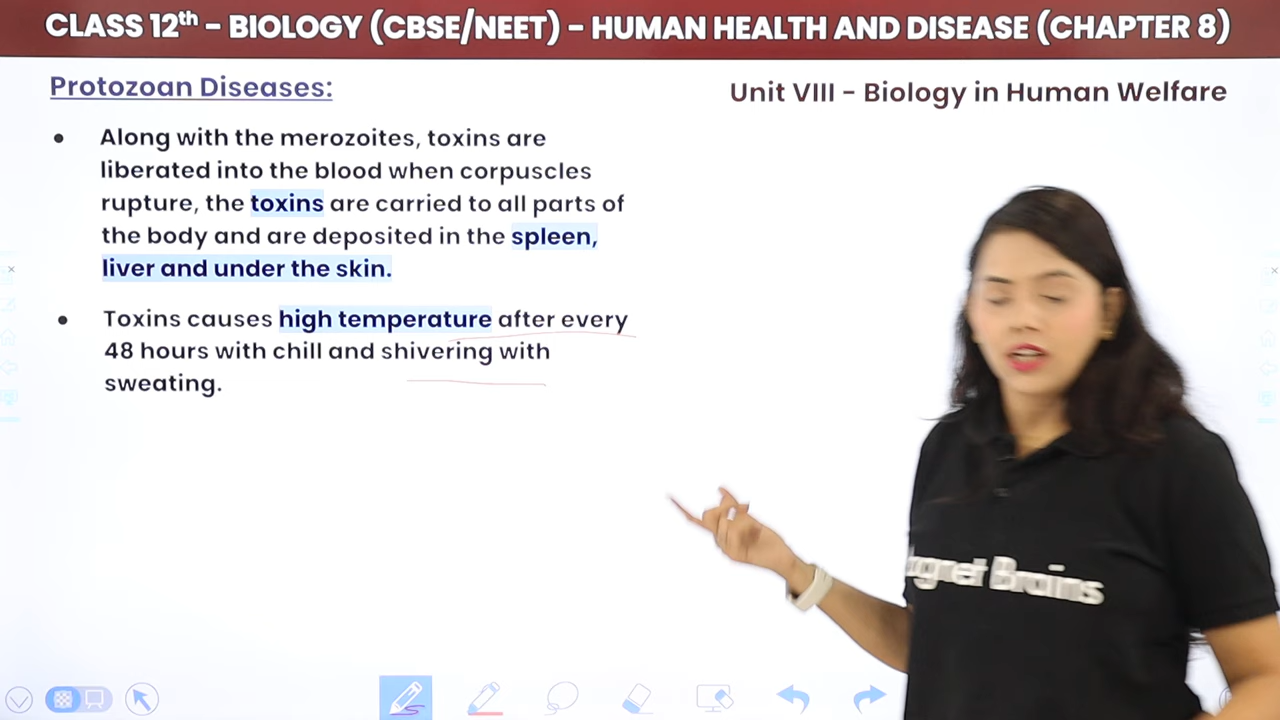 CLASS 12th – BIOLOGY (CBSE/NEET) – HUMAN HEALTH AND DISEASE (CHAPTER 8)
Protozoan Diseases:
Unit VIII – Biology in Human Welfare
• Along with the merozoites, toxins are
liberated into the blood when corpuscles
rupture, the toxins are carried to all parts of
the body and are deposited in the spleen,
liver and under the skin.
• Toxins causes high temperature after every
48 hours with chill and shivering with
sweating.
Brains